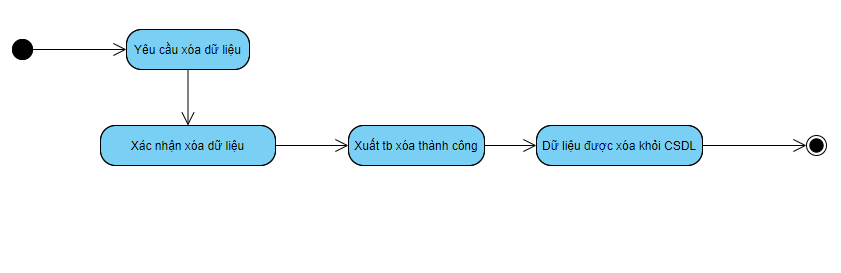 Yêu cầu xóa dữ liệu
Xác nhận xóa dữ liệu
Xuất tb xóa thành công
Dữ liệu được xóa khỏi CSDL